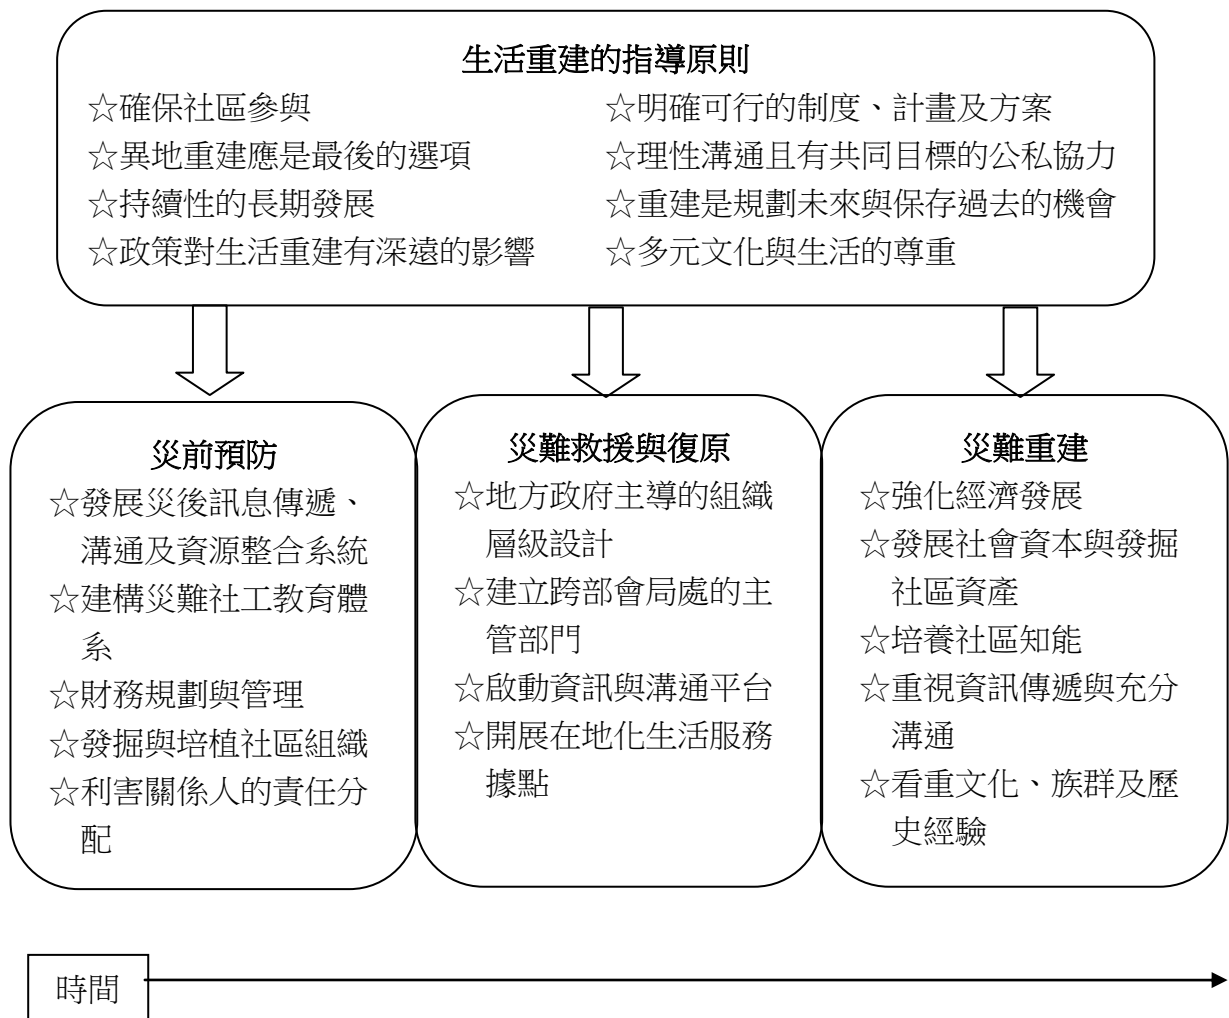 生活重建的指導原則
☆確保社區參與
☆異地重建應是最後的選項
☆持續性的長期發展
☆政策對生活重建有深遠的影響
☆明確可行的制度、計畫及方案
☆理性溝通且有共同目標的公私協力
☆重建是規劃未來與保存過去的機會
☆多元文化與生活的尊重
災前預防
☆發展災後訊息傳遞、
溝通及資源整合系統
☆建構災難社工教育體
系
☆財務規劃與管理
☆發掘與培植社區組織
☆利害關係人的責任分
配
災難救援與復原
☆地方政府主導的組織
層級設計
☆建立跨部會局處的主
管部門
☆啟動資訊與溝通平台
☆開展在地化生活服務
據點
災難重建
☆強化經濟發展
☆發展社會資本與發掘
社區資產
☆培養社區知能
☆重視資訊傳遞與充分
溝通
☆看重文化、族群及歷
史經驗
時間